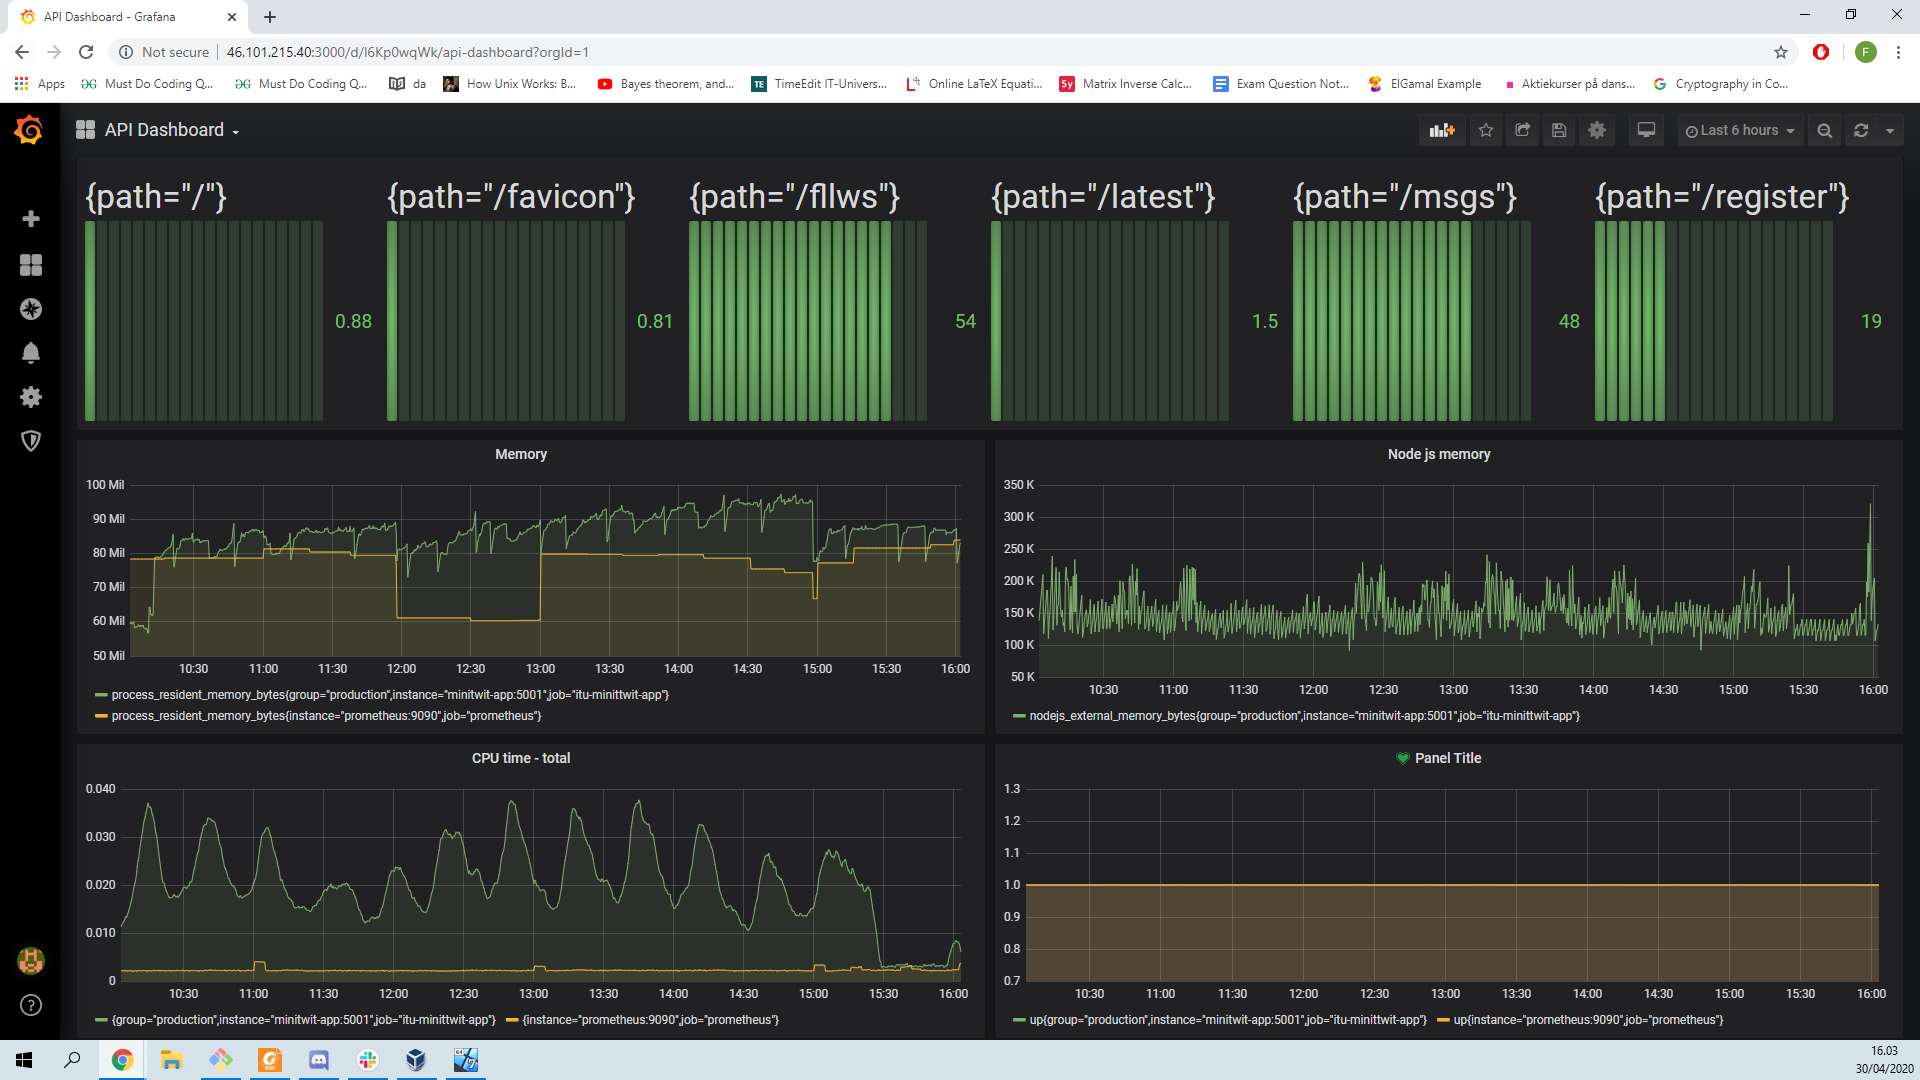 API Dashboard - Grafana
Not secure 46.101.215.40:3000/d/I6Kp0wqWk/api-dashboard?orgId=1
F
Apps Must Do Coding Q... Must Do Coding Q... da How Unix Works: B... Bayes theorem, and... TimeEdit IT-Univers... Online LaTeX Equati... Matrix Inverse Calc... Exam Question Not... ElGamal Example Aktiekurser på dans... Cryptography in Co...
API Dashboard
Last 6 hours
{path="/"} {path="/favicon"} {path="/fllws"} {path="/latest"} {path="/msgs"} {path="/register"}
0.88 0.81 54 1.5 48 19
Memory
100 Mil
90 Mil
80 Mil
70 Mil
60 Mil
50 Mil
10:30 11:00 11:30 12:00 12:30 13:00 13:30 14:00 14:30 15:00 15:30 16:00
process_resident_memory_bytes{group="production",instance="minitwit-app:5001",job="itu-minittwit-app"}
process_resident_memory_bytes{instance="prometheus:9090",job="prometheus"}
Node js memory
350 K
300 K
250 K
200 K
150 K
100 K
50 K
10:30 11:00 11:30 12:00 12:30 13:00 13:30 14:00 14:30 15:00 15:30 16:00
nodejs_external_memory_bytes{group="production",instance="minitwit-app:5001",job="itu-minittwit-app"}
CPU time - total
0.040
0.030
0.020
0.010
0
10:30 11:00 11:30 12:00 12:30 13:00 13:30 14:00 14:30 15:00 15:30 16:00
{group="production",instance="minitwit-app:5001",job="itu-minittwit-app"} {instance="prometheus:9090",job="prometheus"}
Panel Title
1.3
1.2
1.1
1.0
0.9
0.8
0.7
10:30 11:00 11:30 12:00 12:30 13:00 13:30 14:00 14:30 15:00 15:30 16:00
up{group="production",instance="minitwit-app:5001",job="itu-minittwit-app"} up{instance="prometheus:9090",job="prometheus"}
16.03
30/04/2020